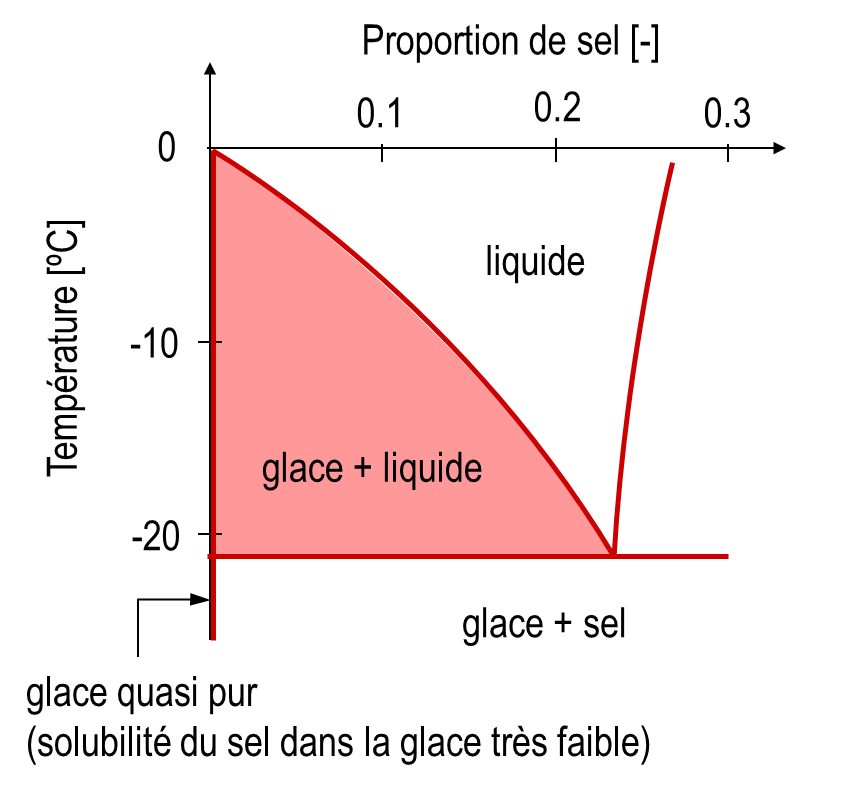 Proportion de sel [-]
0.1
0.2
0.3
0
Température [ºC]
liquide
-10
glace + liquide
-20
glace + sel
glace quasi pur
(solubilité du sel dans la glace très faible)